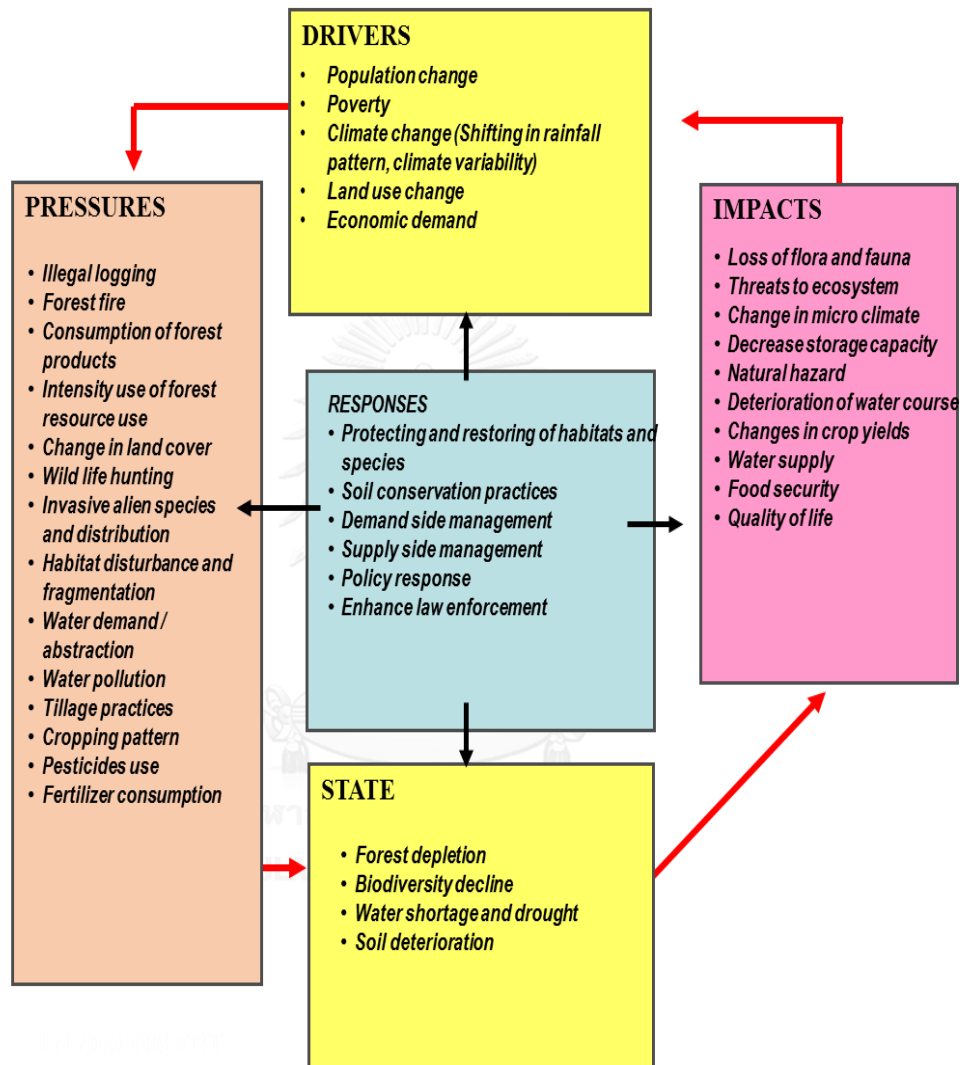 DRIVERS
• Population change
• Poverty
• Climate change (Shifting in rainfall
pattern, climate variability)
• Land use change
• Economic demand
PRESSURES
• Illegal logging
• Forest fire
• Consumption of forest
products
• Intensity use of forest
resource use
• Change in land cover
• Wild life hunting
• Invasive alien species
and distribution
• Habitat disturbance and
fragmentation
• Water demand /
abstraction
• Water pollution
• Tillage practices
• Cropping pattern
• Pesticides use
• Fertilizer consumption
RESPONSES
• Protecting and restoring of habitats and
species
• Soil conservation practices
• Demand side management
• Supply side management
• Policy response
• Enhance law enforcement
IMPACTS
• Loss of flora and fauna
• Threats to ecosystem
• Change in micro climate
• Decrease storage capacity
• Natural hazard
• Deterioration of water course
• Changes in crop yields
• Water supply
• Food security
• Quality of life
STATE
• Forest depletion
• Biodiversity decline
• Water shortage and drought
• Soil deterioration